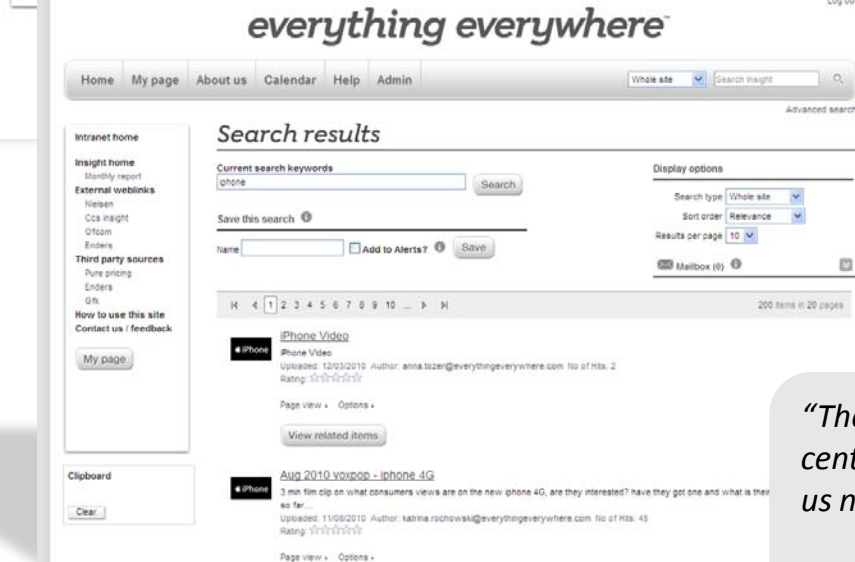 Log out
everything everywhere™
Home My page About us Calendar Help Admin
Whole site Search Insight
Advanced search
Intranet home
Insight home
Monthly report
External weblinks
Nielsen
Ccs insight
Ofcom
Enders
Third party sources
Pure pricing
Enders
Gfk
How to use this site
Contact us / feedback
My page
Clipboard
Clear
Search results
Current search keywords
iphone
Search
Save this search
Name
Add to Alerts?
Save
Display options
Search type Whole site
Sort order Relevance
Results per page 10
Mailbox (0)
1 2 3 4 5 6 7 8 9 10 ...
200 items in 20 pages
iPhone
iPhone Video
iPhone Video
Uploaded: 12/03/2010 Author: anna.tozer@everythingeverywhere.com No of Hits: 2
Rating:
Page view Options
View related items
iPhone
Aug 2010 voxpop - iphone 4G
3 min film clip on what consumers views are on the new iphone 4G, are they interested? have they got one and what is their
so far....
Uploaded: 11/08/2010 Author: katrina.rochowski@everythingeverywhere.com No of Hits: 45
Rating:
Page view Options
"The
cent
us n